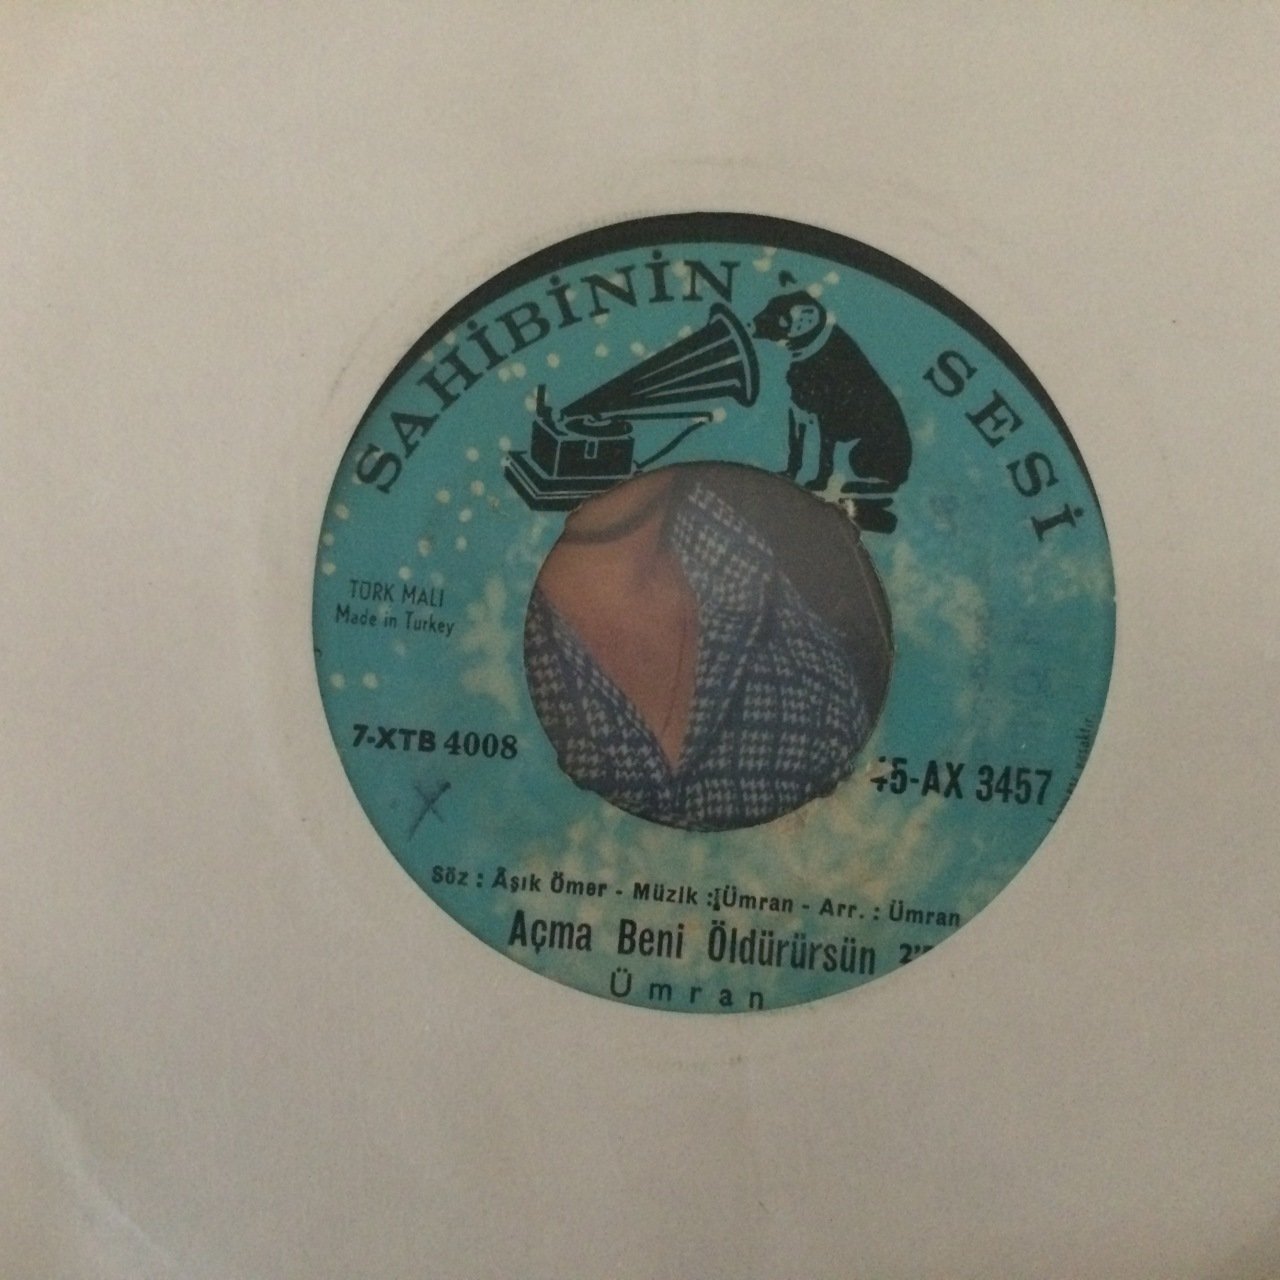 SAHİBİNİN SESİ
TÜRK MALI
Made in Turkey
7-XTB 4008
45-AX 3457
Söz : Âşık Ömer - Müzik : Ümran - Arr. : Ümran
Açma Beni Öldürürsün
Ümran